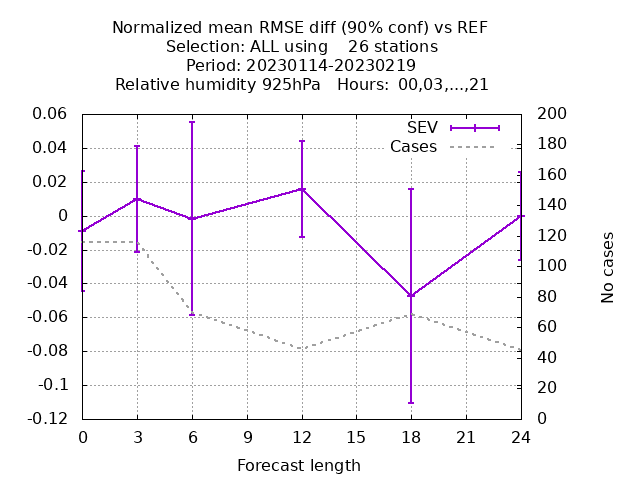 Normalized mean RMSE diff (90% conf) vs REF
Selection: ALL using    26 stations
Period: 20230114-20230219
Relative humidity 925hPa   Hours: 00,03,...,21
SEV
Cases
0.06
0.04
0.02
0
-0.02
-0.04
-0.06
-0.08
-0.1
-0.12
200
180
160
140
120
100
80
60
40
20
0
No cases
0 3 6 9 12 15 18 21 24
Forecast length